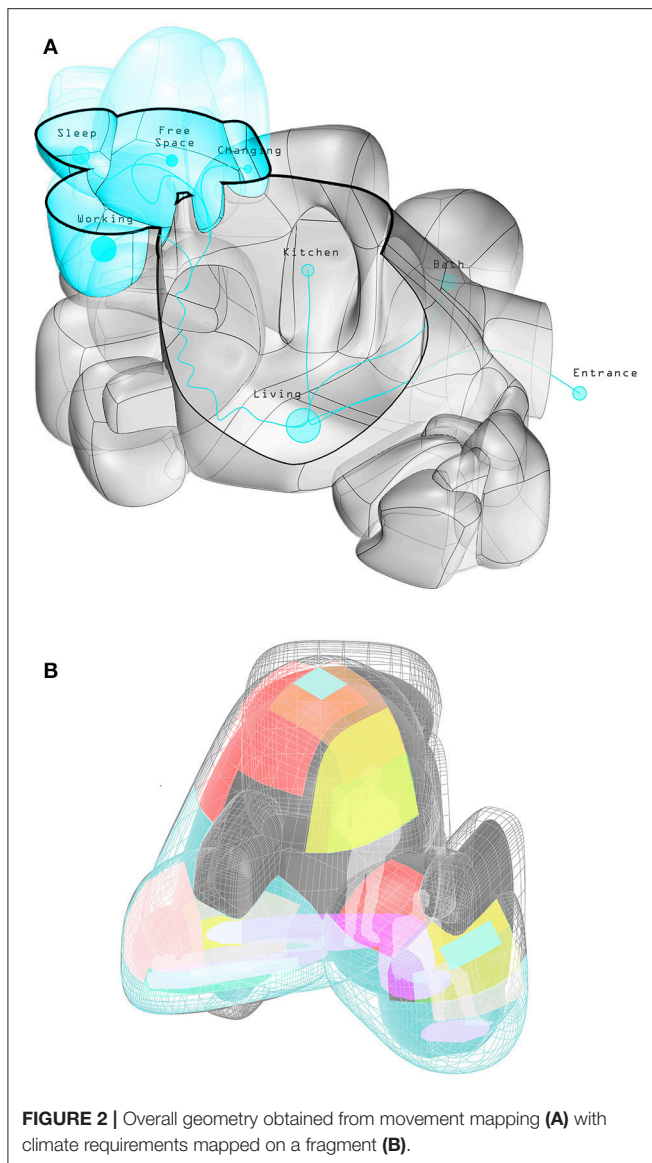 A
Sleep
Free
Space
Changing
Working
Kitchen
Bath
Entrance
Living
B
FIGURE 2 | Overall geometry obtained from movement mapping (A) with
climate requirements mapped on a fragment (B).